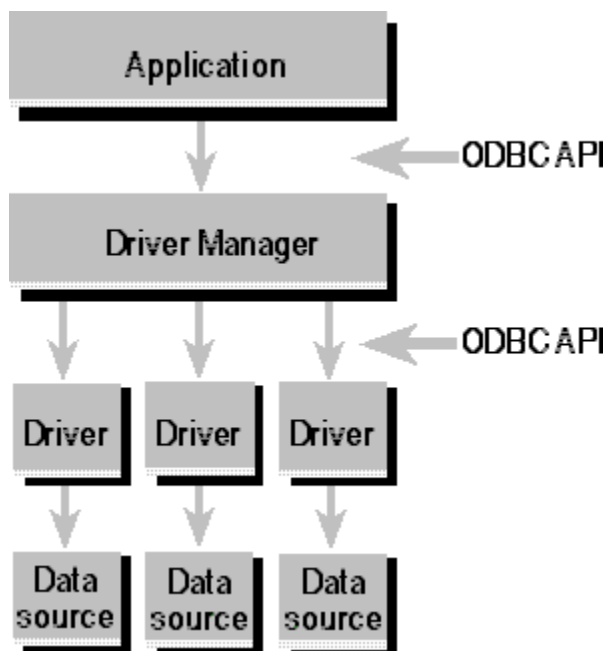 Application
ODBC API
Driver Manager
ODBC API
Driver Driver Driver
Data Data Data
source source source